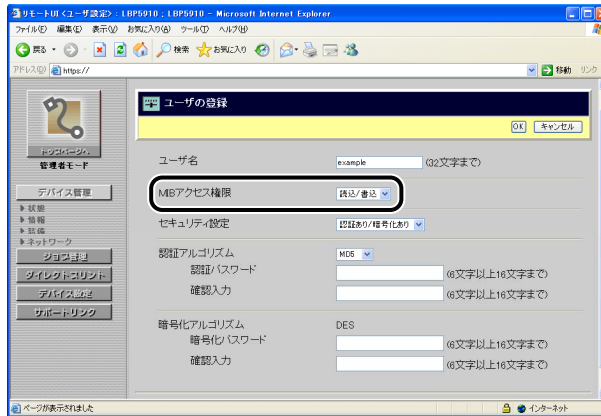 リモートUI <ユーザ設定> : LBP5910 ; LBP5910 - Microsoft Internet Explorer
ファイル(F) 編集(E) 表示(V) お気に入り(A) ツール(T) ヘルプ(H)
戻る 検索 お気に入り
アドレス(D) https:// 移動 リンク
ユーザの登録
OK キャンセル
トップページへ
管理者モード
デバイス管理
状態
情報
装備
ネットワーク
ジョブ管理
ダイレクトプリント
デバイス設定
サポートリンク
ユーザ名 example (32文字まで)
MIBアクセス権限 読込/書込
セキュリティ設定 認証あり/暗号化あり
認証アルゴリズム MD5
認証パスワード (6文字以上16文字まで)
確認入力 (6文字以上16文字まで)
暗号化アルゴリズム DES
暗号化パスワード (6文字以上16文字まで)
確認入力 (6文字以上16文字まで)
ページが表示されました インターネット